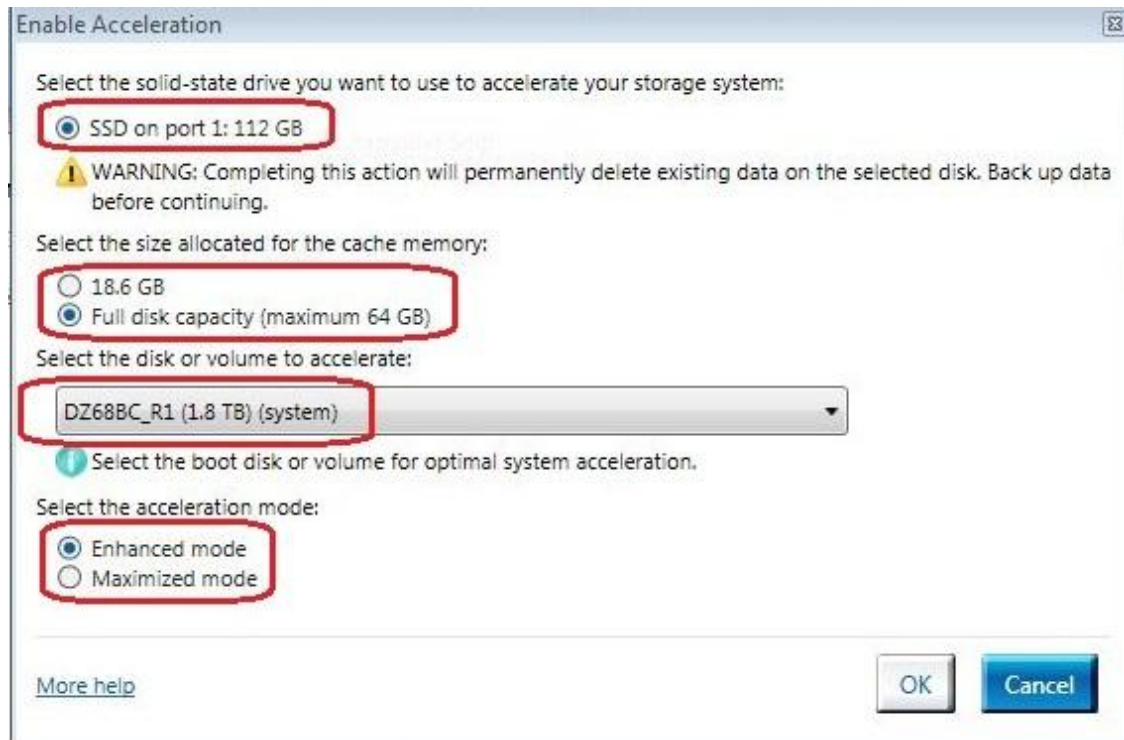 Enable Acceleration
Select the solid-state drive you want to use to accelerate your storage system:
SSD on port 1: 112 GB
WARNING: Completing this action will permanently delete existing data on the selected disk. Back up data
before continuing.
Select the size allocated for the cache memory:
18.6 GB
Full disk capacity (maximum 64 GB)
Select the disk or volume to accelerate:
DZ68BC_R1 (1.8 TB) (system)
Select the boot disk or volume for optimal system acceleration.
Select the acceleration mode:
Enhanced mode
Maximized mode
More help
OK
Cancel